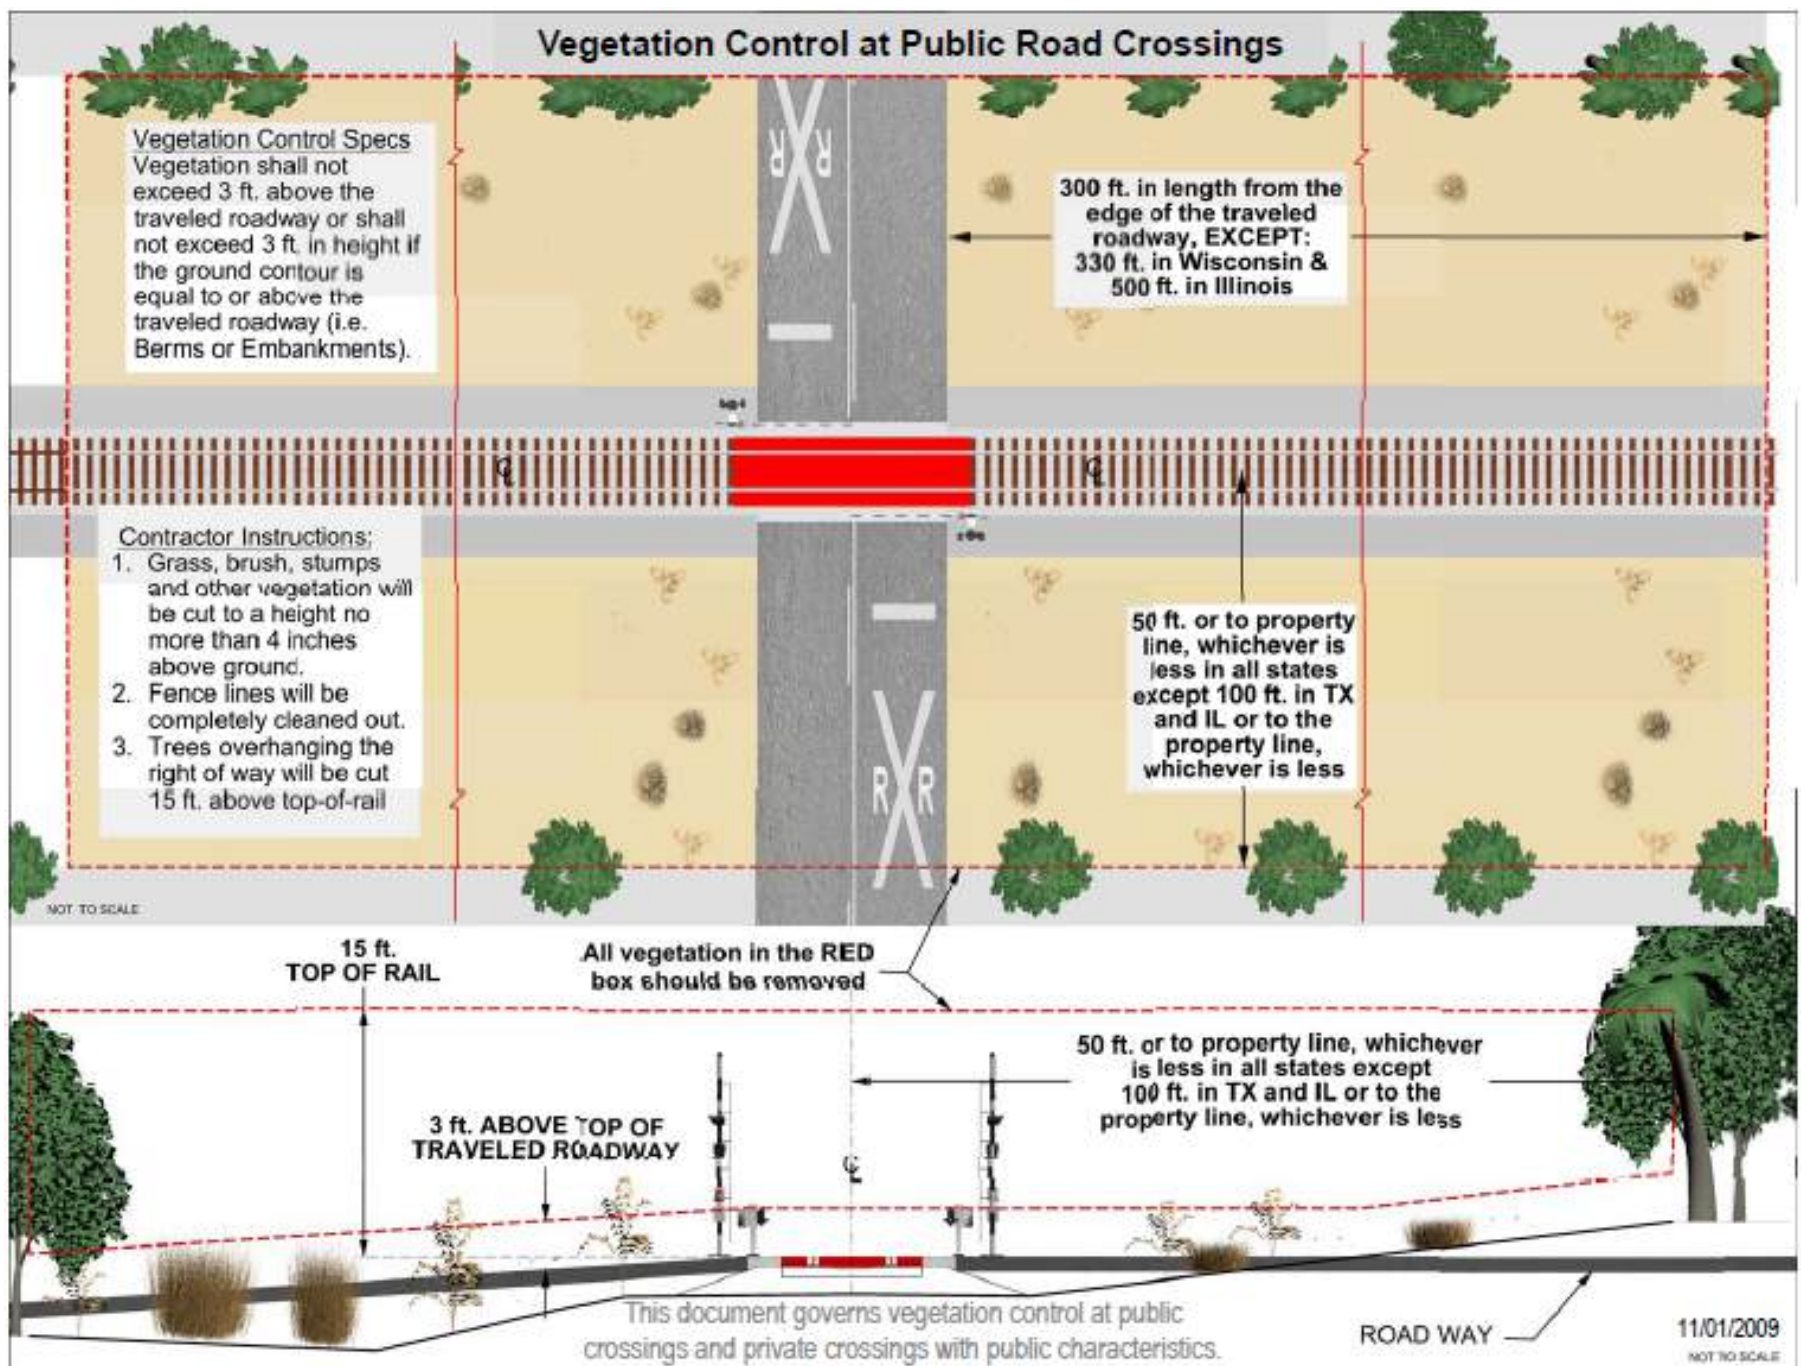 Vegetation Control at Public Road Crossings
Vegetation Control Specs
Vegetation shall not
exceed 3 ft. above the
traveled roadway or shall
not exceed 3 ft. in height if
the ground contour is
equal to or above the
traveled roadway (i.e.
Berms or Embankments).
R R
300 ft. in length from the
edge of the traveled
roadway, EXCEPT:
330 ft. in Wisconsin &
500 ft. in Illinois
Contractor Instructions:
1. Grass, brush, stumps
and other vegetation will
be cut to a height no
more than 4 inches
above ground.
2. Fence lines will be
completely cleaned out.
3. Trees overhanging the
right of way will be cut
15 ft. above top-of-rail
50 ft. or to property
line, whichever is
less in all states
except 100 ft. in TX
and IL or to the
property line,
whichever is less
R R
NOT TO SCALE
15 ft.
TOP OF RAIL
All vegetation in the RED
box should be removed
50 ft. or to property line, whichever
is less in all states except
100 ft. in TX and IL or to the
property line, whichever is less
3 ft. ABOVE TOP OF
TRAVELED ROADWAY
This document governs vegetation control at public
crossings and private crossings with public characteristics.
ROAD WAY
11/01/2009
NOT TO SCALE